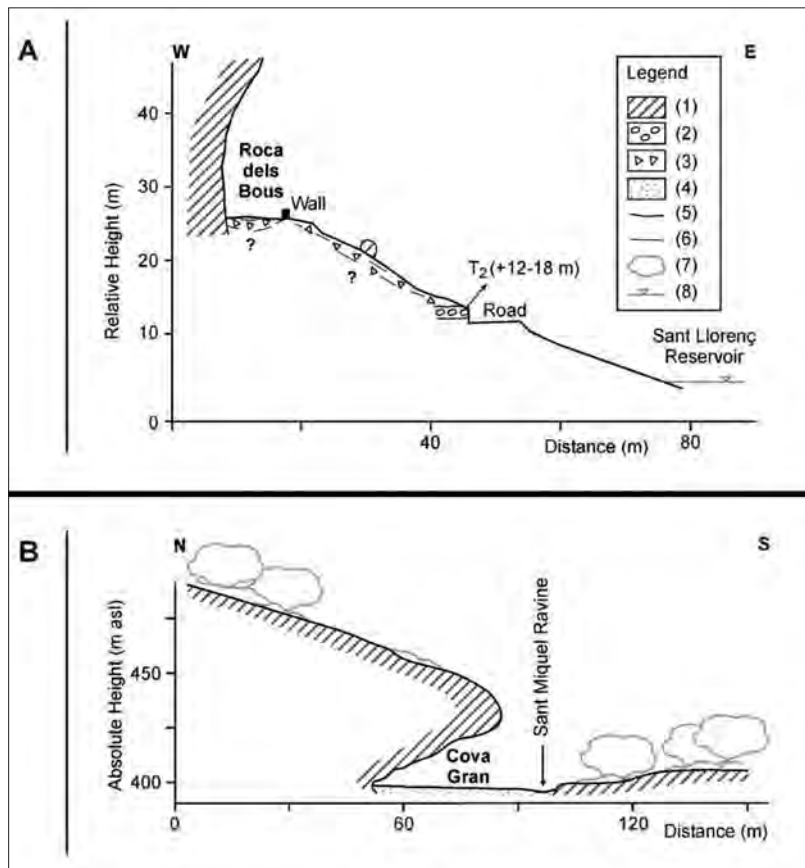 A
W
E
Legend
(1)
(2)
(3)
(4)
(5)
(6)
(7)
(8)
Relative Height (m)
40
30
20
10
0
Roca
dels
Bous
Wall
?
?
T2 (+12-18 m)
Road
Sant Llorenç
Reservoir
40
80
Distance (m)
B
N
S
Absolute Height (m asl)
450
400
Sant Miquel Ravine
Cova
Gran
0
60
120
Distance (m)